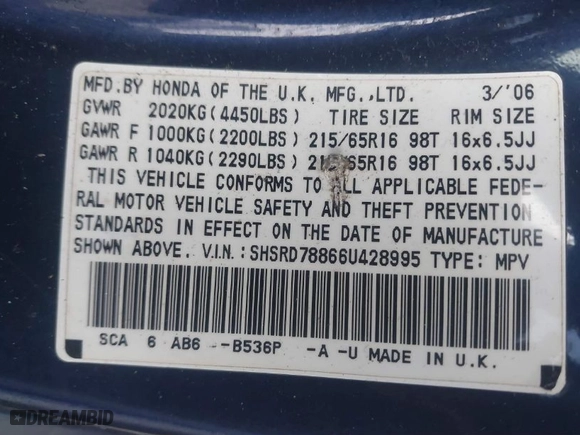 MFD.BY HONDA OF THE U.K. MFG.,LTD. 3/'06
GVWR 2020KG(4450LBS) TIRE SIZE RIM SIZE
GAWR F 1000KG(2200LBS) 215/65R16 98T 16x6.5JJ
GAWR R 1040KG(2290LBS) 98T 16x6.5JJ
THIS VEHICLE CONFORMS TO ALL APPLICABLE FEDE-
RAL MOTOR VEHICLE SAFETY AND THEFT PREVENTION
STANDARDS IN EFFECT ON THE DATE OF MANUFACTURE
SHOWN ABOVE. V.I.N.:SHSRD78866U428995 TYPE: MPV
SCA 6 AB6 --B536P -A -U MADE IN U.K.
DREAMBID